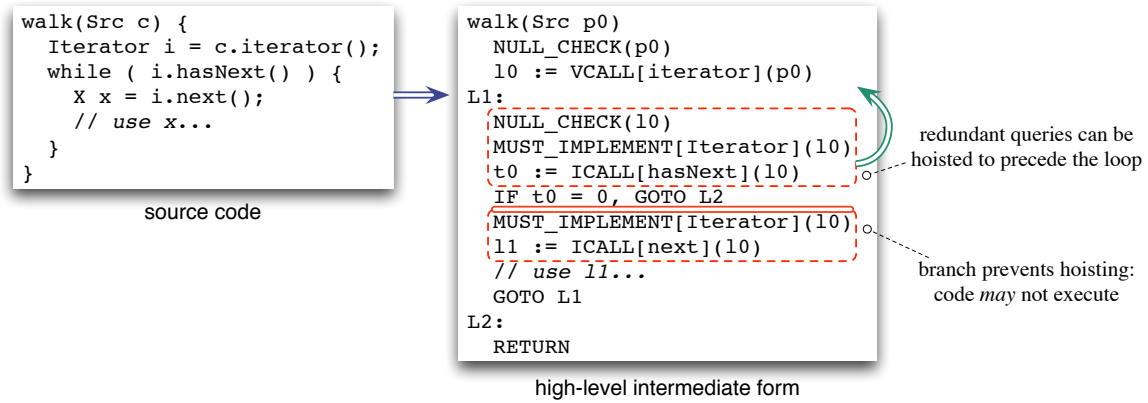 walk(Src c) {
  Iterator i = c.iterator();
  while ( i.hasNext() ) {
    X x = i.next();
    // use x...
  }
}
source code
walk(Src p0)
  NULL_CHECK(p0)
  l0 := VCALL[iterator](p0)
L1:
  NULL_CHECK(l0)
  MUST_IMPLEMENT[Iterator](l0)
  t0 := ICALL[hasNext](l0)
  IF t0 = 0, GOTO L2
  MUST_IMPLEMENT[Iterator](l0)
  l1 := ICALL[next](l0)
  // use l1...
  GOTO L1
L2:
  RETURN
high-level intermediate form
redundant queries can be
hoisted to precede the loop
branch prevents hoisting:
code may not execute